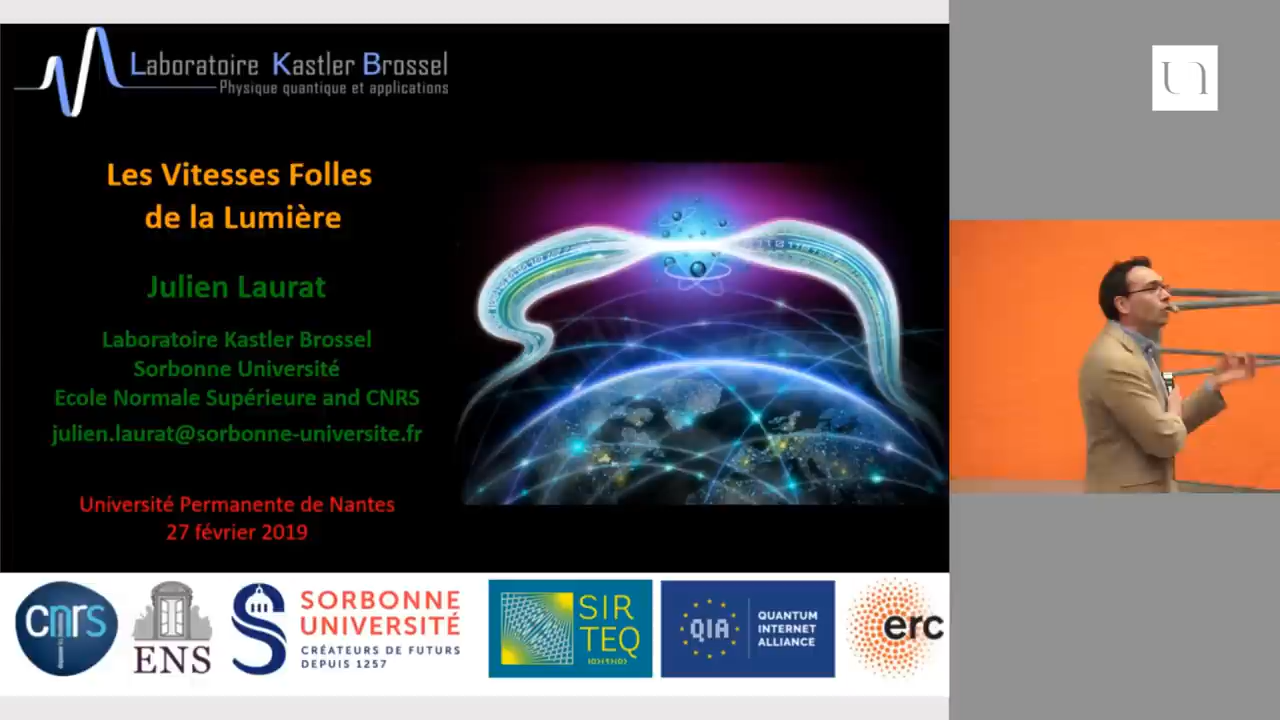 Laboratoire Kastler Brossel
Physique quantique et applications
Les Vitesses Folles
de la Lumière
Julien Laurat
Laboratoire Kastler Brossel
Sorbonne Université
Ecole Normale Supérieure and CNRS
julien.laurat@sorbonne-universite.fr
Université Permanente de Nantes
27 février 2019
cnrs
ENS
SORBONNE
UNIVERSITÉ
CRÉATEURS DE FUTURS
DEPUIS 1257
SIR
TEQ
QIA
QUANTUM
INTERNET
ALLIANCE
erc